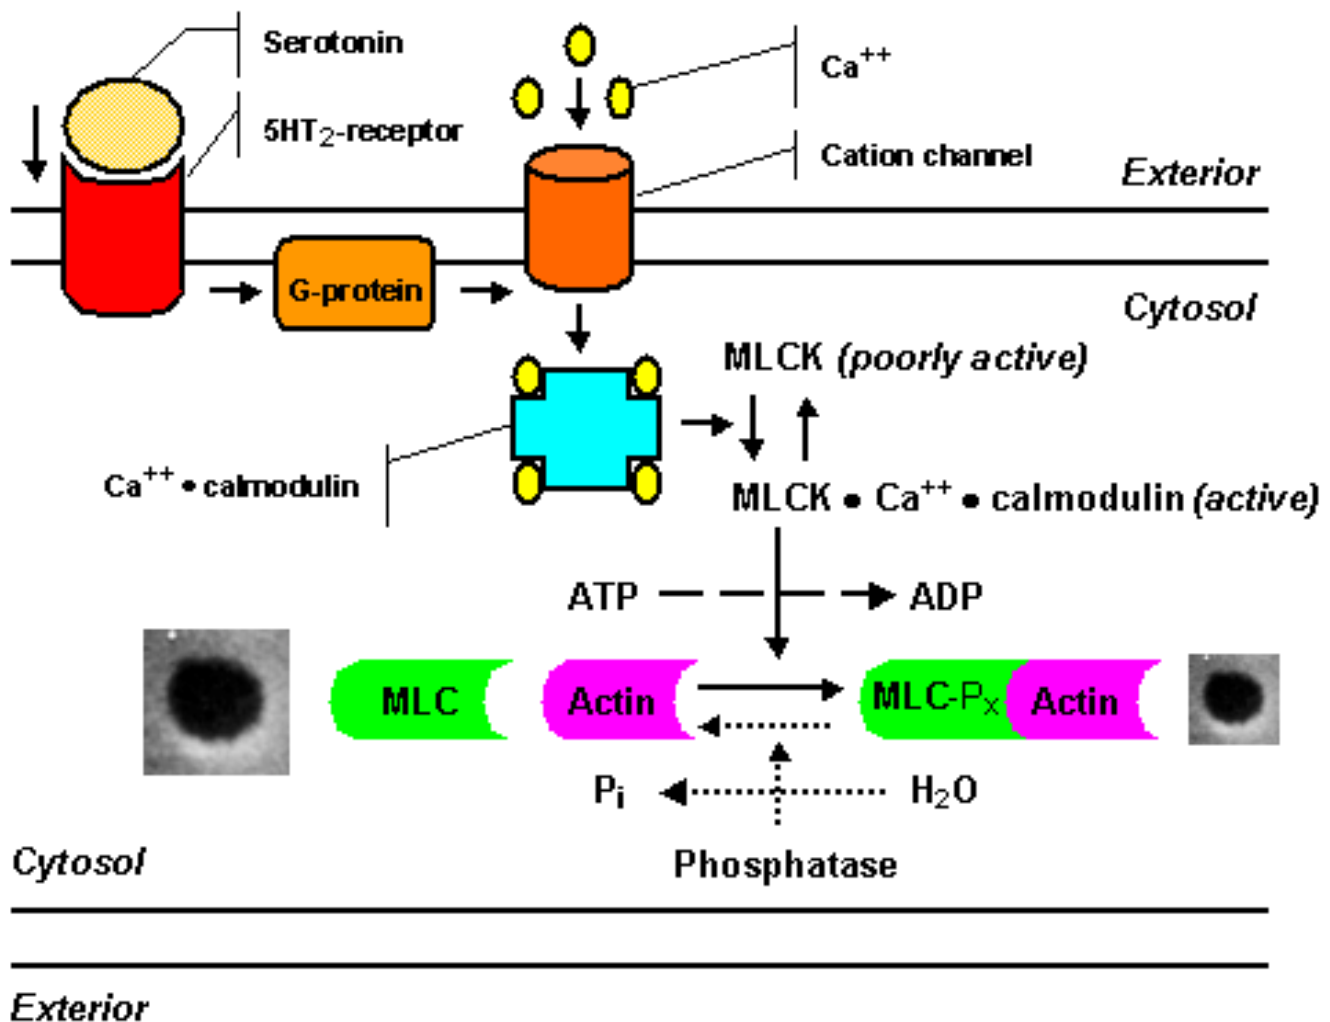 Serotonin
Ca⁺⁺
5HT₂-receptor
Cation channel
Exterior
G-protein
Cytosol
MLCK (poorly active)
Ca⁺⁺ • calmodulin
MLCK • Ca⁺⁺ • calmodulin (active)
ATP
ADP
MLC
Actin
MLC-Pₓ
Actin
Pᵢ
H₂O
Cytosol
Phosphatase
Exterior